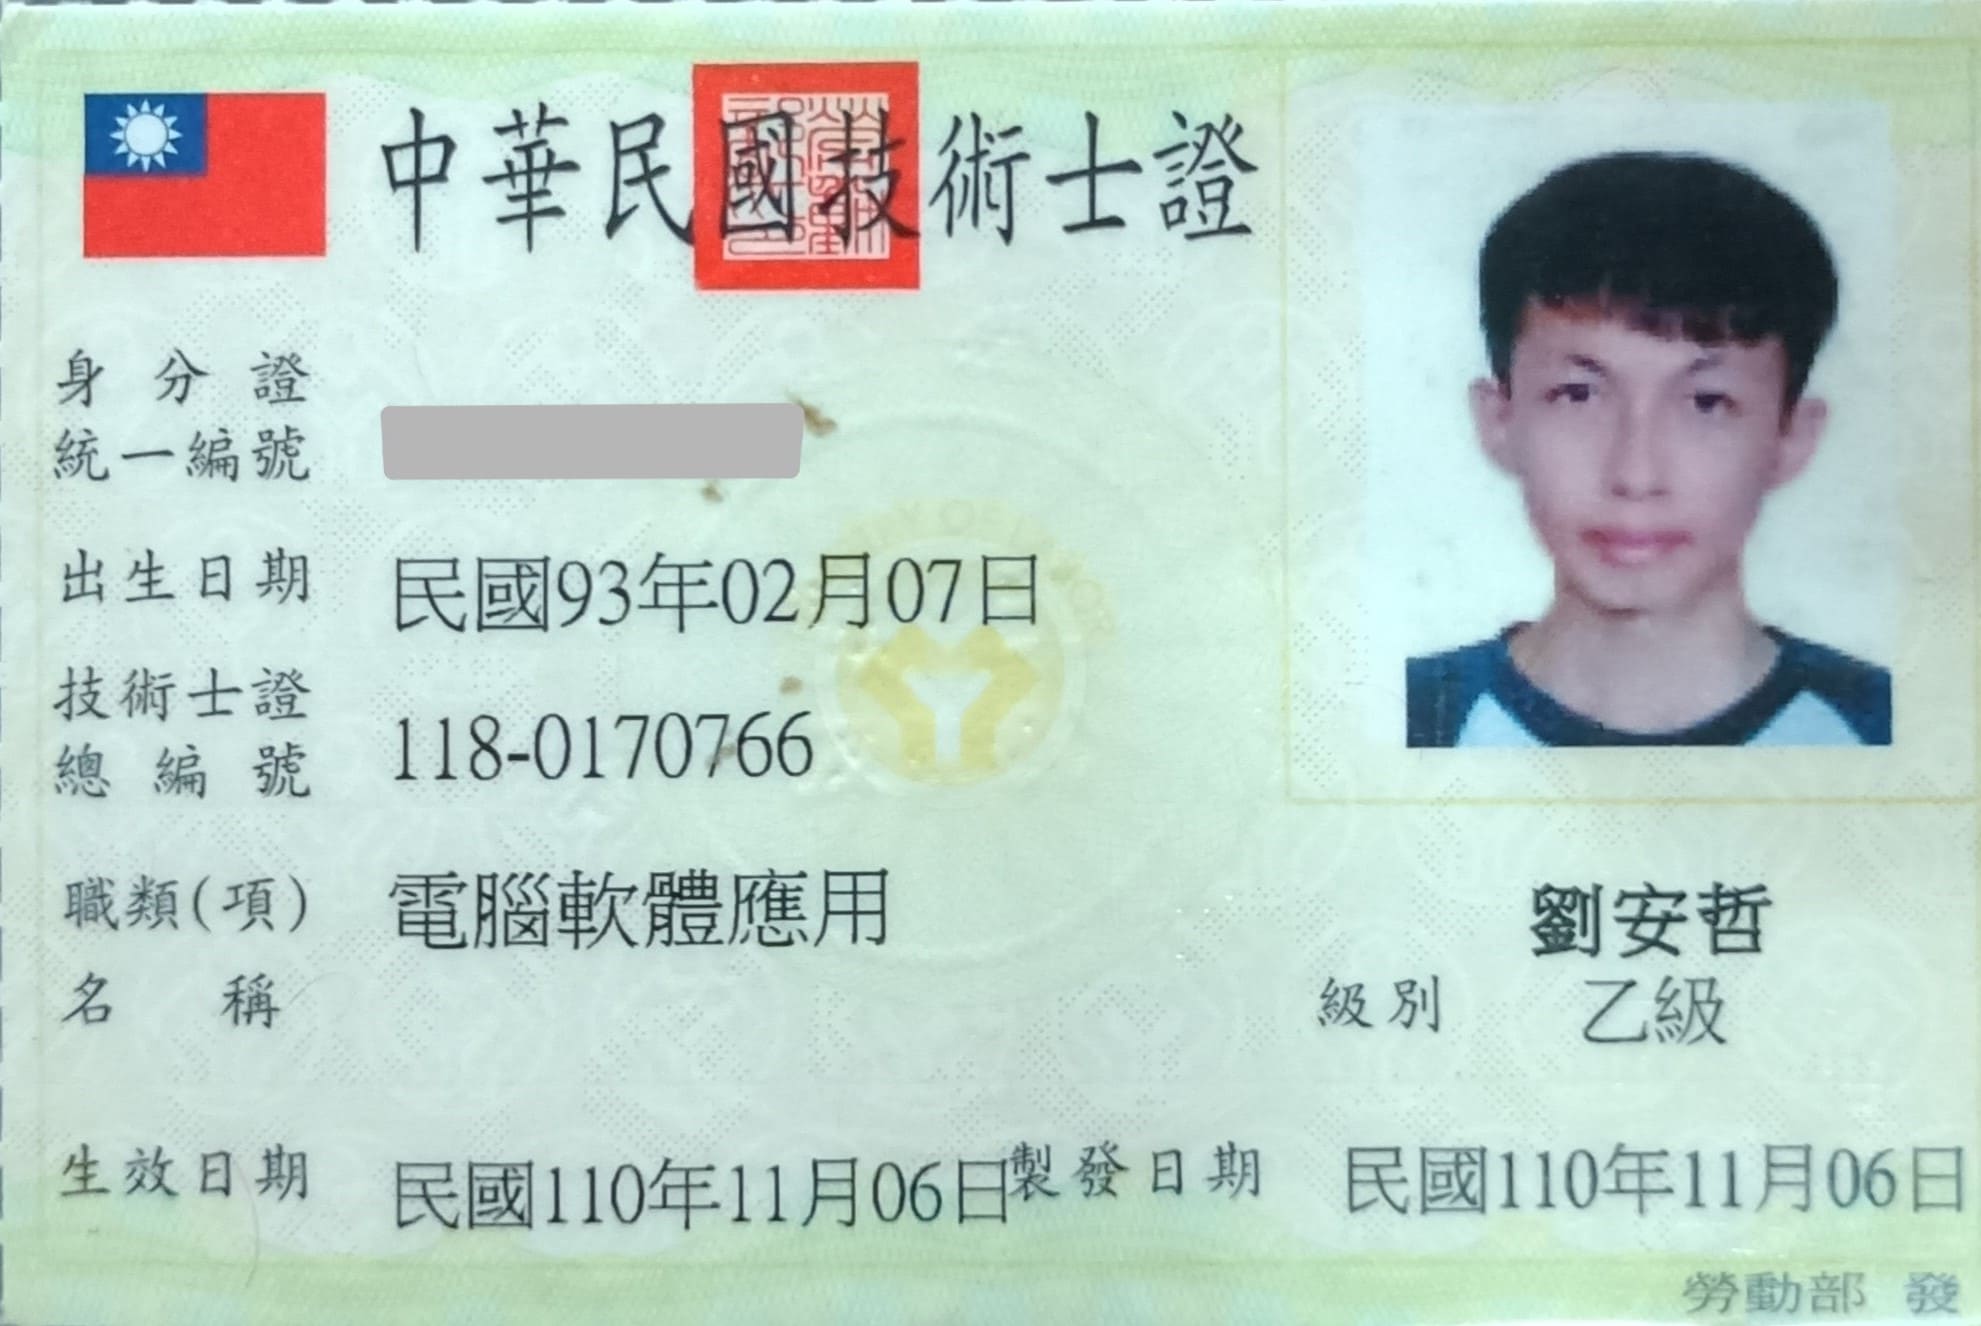 中華民國技術士證
身分證
統一編號
出生日期 民國93年02月07日
技術士證
總編號 118-0170766
職類(項) 電腦軟體應用
名稱
劉安哲
級別 乙級
生效日期 民國110年11月06日 製發日期 民國110年11月06日
勞動部 發